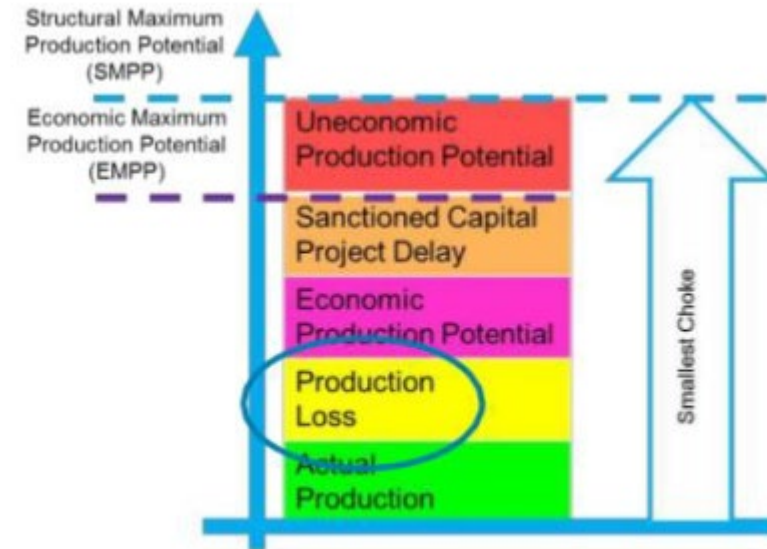 Structural Maximum
Production Potential
(SMPP)
Economic Maximum
Production Potential
(EMPP)
Uneconomic
Production Potential
Sanctioned Capital
Project Delay
Economic
Production Potential
Production
Loss
Actual
Production
Smallest Choke